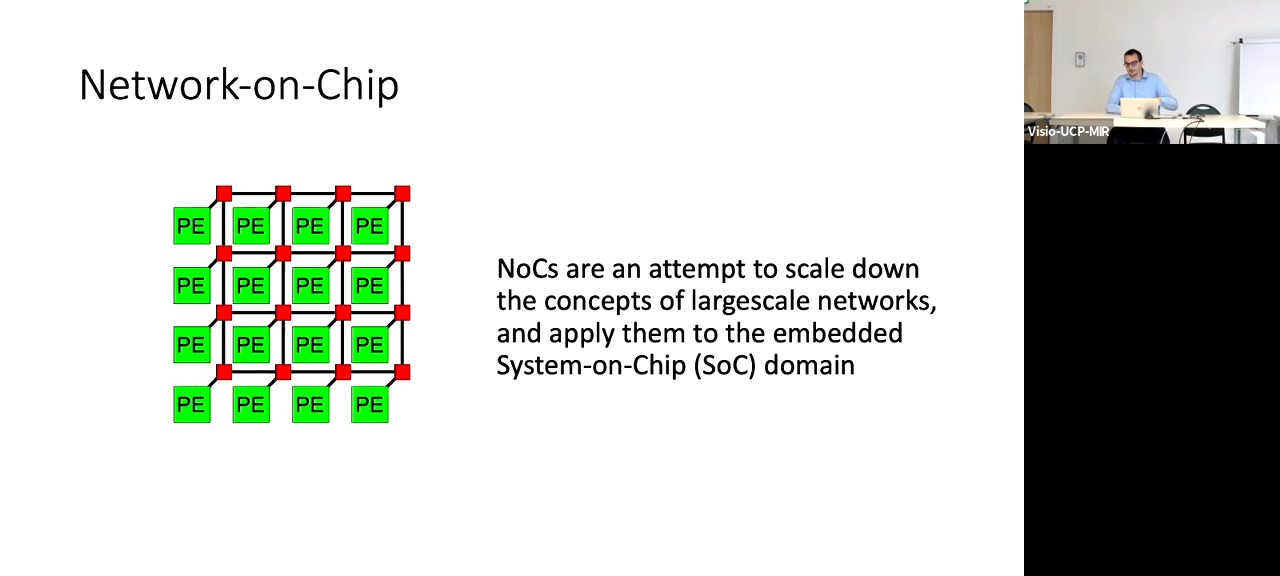 Network-on-Chip
PE PE PE PE
PE PE PE PE
PE PE PE PE
PE PE PE PE
NoCs are an attempt to scale down
the concepts of largescale networks,
and apply them to the embedded
System-on-Chip (SoC) domain
Visio-UCP-MIR